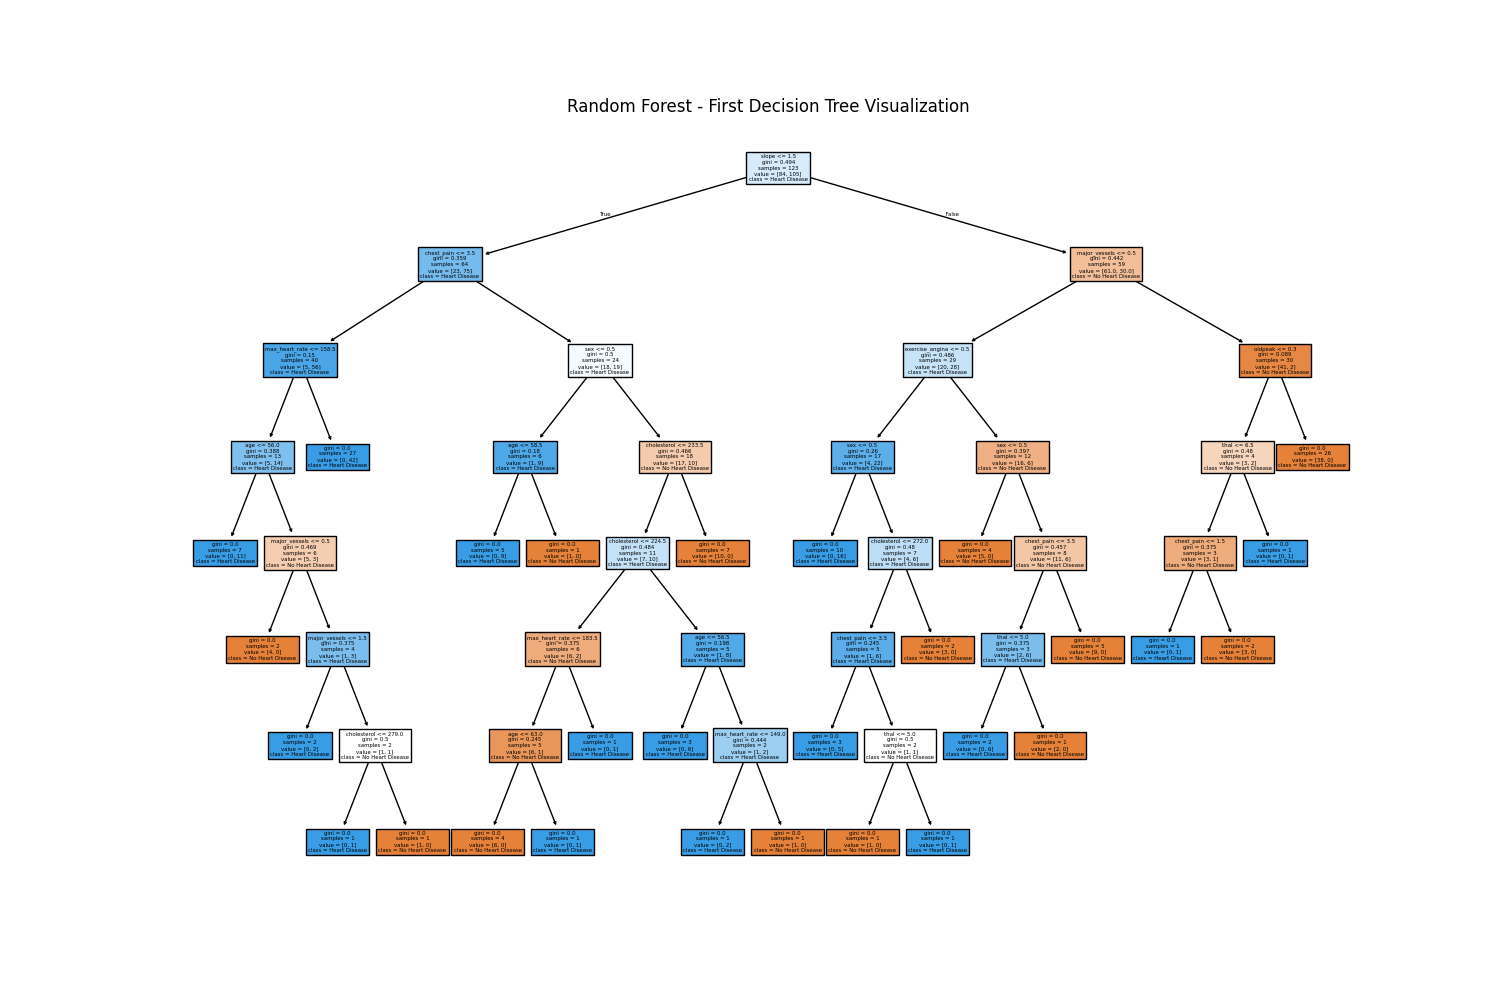 Random Forest - First Decision Tree Visualization
slope <= 1.5
gini = 0.494
samples = 123
value = [84, 105]
class = Heart Disease
True
False
chest_pain <= 3.5
gini = 0.359
samples = 64
value = [23, 75]
class = Heart Disease
major_vessels <= 0.5
gini = 0.442
samples = 59
value = [61.0, 30.0]
class = No Heart Disease
max_heart_rate <= 158.5
gini = 0.15
samples = 40
value = [5, 56]
class = Heart Disease
sex <= 0.5
gini = 0.5
samples = 24
value = [18, 19]
class = Heart Disease
exercise_angina <= 0.5
gini = 0.486
samples = 29
value = [20, 28]
class = Heart Disease
oldpeak <= 0.3
gini = 0.089
samples = 30
value = [41, 2]
class = No Heart Disease
age <= 56.0
gini = 0.388
samples = 13
value = [5, 14]
class = Heart Disease
gini = 0.0
samples = 27
value = [0, 42]
class = Heart Disease
age <= 58.5
gini = 0.18
samples = 6
value = [1, 9]
class = Heart Disease
cholesterol <= 233.5
gini = 0.466
samples = 18
value = [17, 10]
class = No Heart Disease
sex <= 0.5
gini = 0.26
samples = 17
value = [4, 22]
class = Heart Disease
sex <= 0.5
gini = 0.397
samples = 12
value = [16, 6]
class = No Heart Disease
thal <= 6.5
gini = 0.48
samples = 4
value = [3, 2]
class = No Heart Disease
gini = 0.0
samples = 26
value = [38, 0]
class = No Heart Disease
gini = 0.0
samples = 7
value = [0, 11]
class = Heart Disease
major_vessels <= 0.5
gini = 0.469
samples = 6
value = [5, 3]
class = No Heart Disease
gini = 0.0
samples = 5
value = [0, 9]
class = Heart Disease
gini = 0.0
samples = 1
value = [1, 0]
class = No Heart Disease
cholesterol <= 224.5
gini = 0.484
samples = 11
value = [7, 10]
class = Heart Disease
gini = 0.0
samples = 7
value = [10, 0]
class = No Heart Disease
gini = 0.0
samples = 10
value = [0, 16]
class = Heart Disease
cholesterol <= 272.0
gini = 0.48
samples = 7
value = [4, 6]
class = Heart Disease
gini = 0.0
samples = 4
value = [5, 0]
class = No Heart Disease
chest_pain <= 3.5
gini = 0.457
samples = 8
value = [11, 6]
class = No Heart Disease
chest_pain <= 1.5
gini = 0.375
samples = 3
value = [3, 1]
class = No Heart Disease
gini = 0.0
samples = 1
value = [0, 1]
class = Heart Disease
gini = 0.0
samples = 2
value = [4, 0]
class = No Heart Disease
major_vessels <= 1.5
gini = 0.375
samples = 4
value = [1, 3]
class = Heart Disease
max_heart_rate <= 183.5
gini = 0.375
samples = 6
value = [6, 2]
class = No Heart Disease
age <= 56.5
gini = 0.198
samples = 5
value = [1, 8]
class = Heart Disease
chest_pain <= 3.5
gini = 0.245
samples = 5
value = [1, 6]
class = Heart Disease
gini = 0.0
samples = 2
value = [3, 0]
class = No Heart Disease
thal <= 5.0
gini = 0.375
samples = 3
value = [2, 6]
class = Heart Disease
gini = 0.0
samples = 5
value = [9, 0]
class = No Heart Disease
gini = 0.0
samples = 1
value = [0, 1]
class = Heart Disease
gini = 0.0
samples = 2
value = [3, 0]
class = No Heart Disease
gini = 0.0
samples = 2
value = [0, 2]
class = Heart Disease
cholesterol <= 279.0
gini = 0.5
samples = 2
value = [1, 1]
class = No Heart Disease
age <= 63.0
gini = 0.245
samples = 5
value = [6, 1]
class = No Heart Disease
gini = 0.0
samples = 1
value = [0, 1]
class = Heart Disease
gini = 0.0
samples = 3
value = [0, 6]
class = Heart Disease
max_heart_rate <= 149.0
gini = 0.444
samples = 2
value = [1, 2]
class = Heart Disease
gini = 0.0
samples = 3
value = [0, 5]
class = Heart Disease
thal <= 5.0
gini = 0.5
samples = 2
value = [1, 1]
class = No Heart Disease
gini = 0.0
samples = 2
value = [0, 6]
class = Heart Disease
gini = 0.0
samples = 1
value = [2, 0]
class = No Heart Disease
gini = 0.0
samples = 1
value = [0, 1]
class = Heart Disease
gini = 0.0
samples = 1
value = [1, 0]
class = No Heart Disease
gini = 0.0
samples = 4
value = [6, 0]
class = No Heart Disease
gini = 0.0
samples = 1
value = [0, 1]
class = Heart Disease
gini = 0.0
samples = 1
value = [0, 2]
class = Heart Disease
gini = 0.0
samples = 1
value = [1, 0]
class = No Heart Disease
gini = 0.0
samples = 1
value = [1, 0]
class = No Heart Disease
gini = 0.0
samples = 1
value = [0, 1]
class = Heart Disease